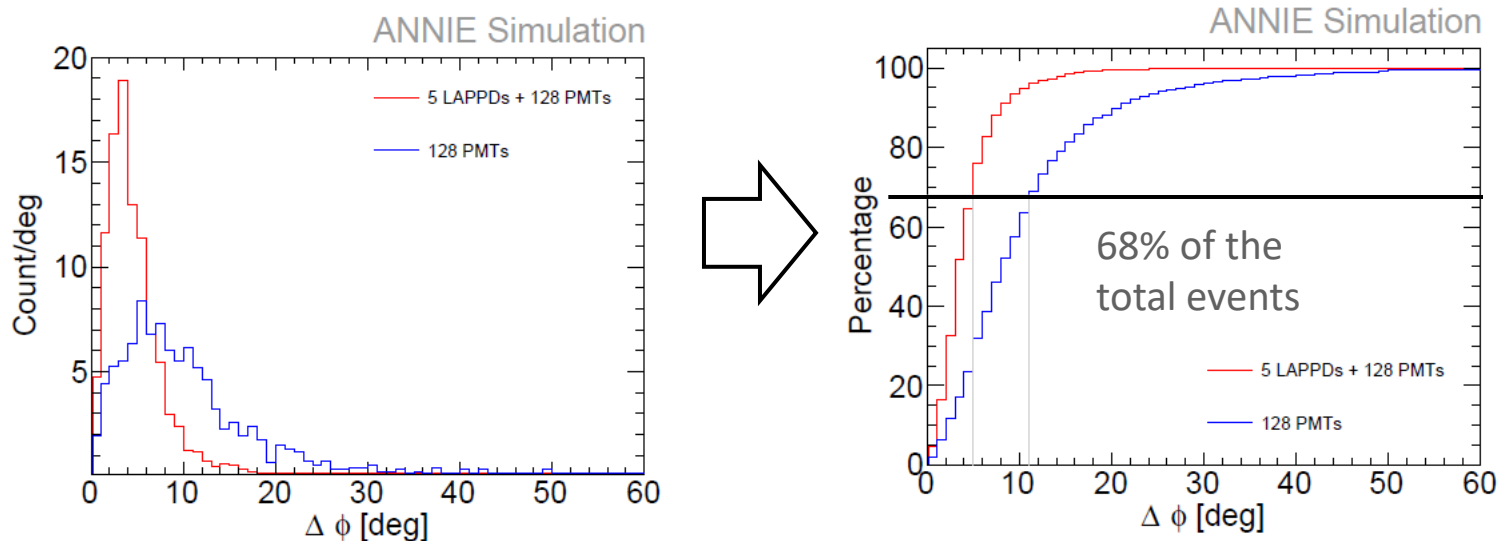 ANNIE Simulation
20
15
10
5
Count/deg
5 LAPPDs + 128 PMTs
128 PMTs
0 10 20 30 40 50 60
Δ ϕ [deg]
ANNIE Simulation
100
80
60
40
20
0
Percentage
68% of the
total events
5 LAPPDs + 128 PMTs
128 PMTs
0 10 20 30 40 50 60
Δ ϕ [deg]